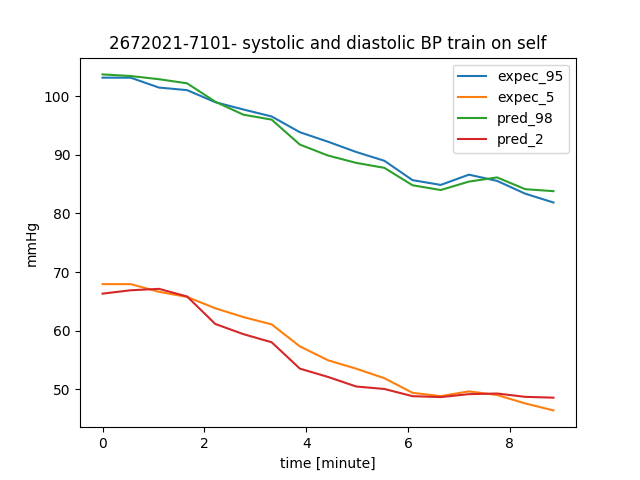 2672021-7101- systolic and diastolic BP train on self
expec_95
expec_5
pred_98
pred_2
mmHg
100
90
80
70
60
50
0 2 4 6 8
time [minute]